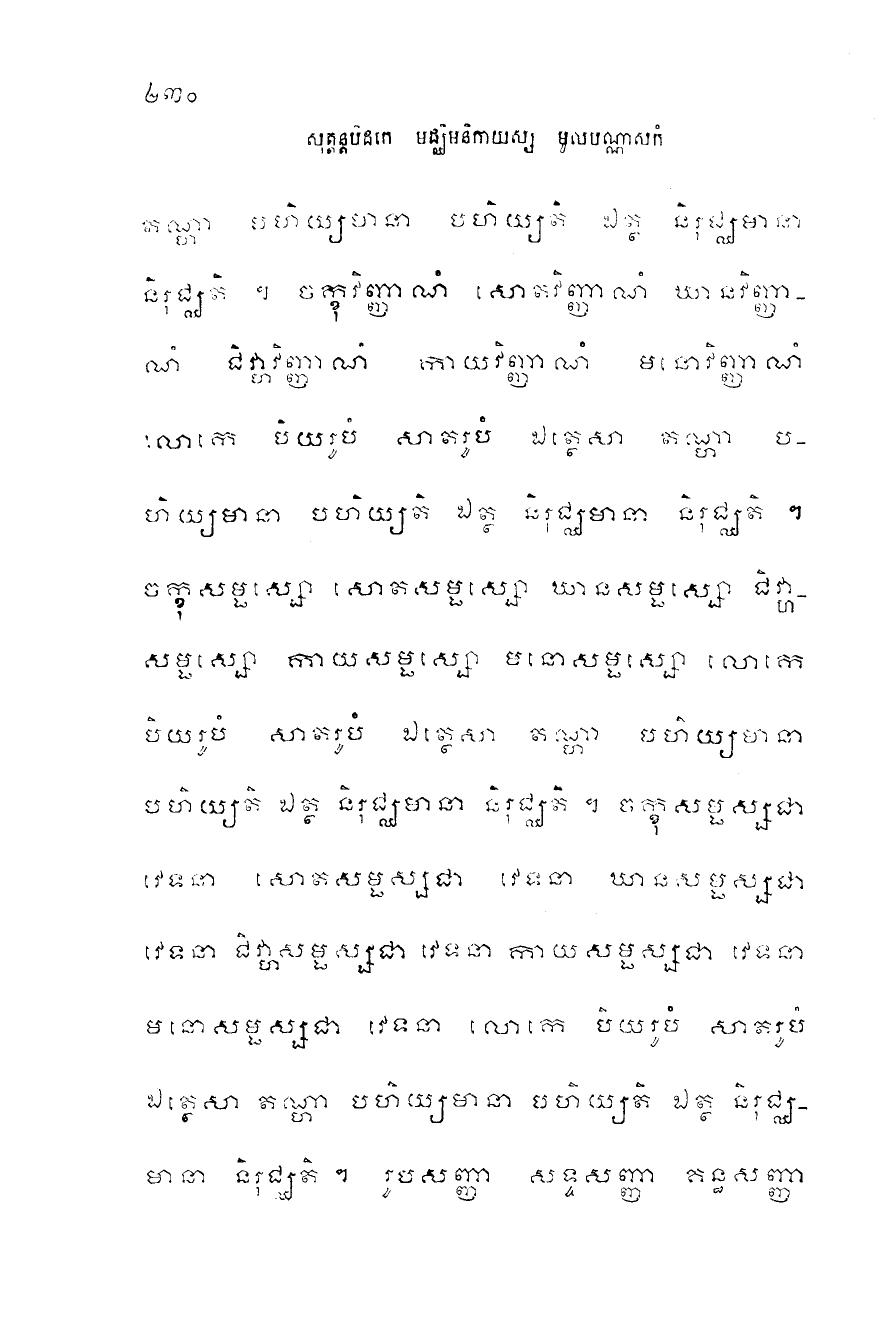 ២៣០
សុត្តន្តបិដកេ មជ្ឈិមនិកាយស្ស មូលបណ្ណាសកំ
តណ្ហា បហិយ្យមានា បហិយ្យតិ ឯត្ថ និរុជ្ឈមានា
និរុជ្ឈតិ ។ ចក្ខុវិញ្ញាណំ សោតវិញ្ញាណំ ឃានវិញ្ញា-
ណំ ជិវ្ហាវិញ្ញាណំ កាយវិញ្ញាណំ មនោវិញ្ញាណំ
លោកេ បិយរូបំ សាតរូបំ ឯត្ថេសា តណ្ហា ប-
ហិយ្យមានា បហិយ្យតិ ឯត្ថ និរុជ្ឈមានា និរុជ្ឈតិ ។
ចក្ខុសម្ផស្សោ សោតសម្ផស្សោ ឃានសម្ផស្សោ ជិវ្ហា-
សម្ផស្សោ កាយសម្ផស្សោ មនោសម្ផស្សោ លោកេ
បិយរូបំ សាតរូបំ ឯត្ថេសា តណ្ហា បហិយ្យមានា
បហិយ្យតិ ឯត្ថ និរុជ្ឈមានា និរុជ្ឈតិ ។ ចក្ខុសម្ផស្សជា
វេទនា សោតសម្ផស្សជា វេទនា ឃានសម្ផស្សជា
វេទនា ជិវ្ហាសម្ផស្សជា វេទនា កាយសម្ផស្សជា វេទនា
មនោសម្ផស្សជា វេទនា លោកេ បិយរូបំ សាតរូបំ
ឯត្ថេសា តណ្ហា បហិយ្យមានា បហិយ្យតិ ឯត្ថ និរុជ្ឈ-
មានា និរុជ្ឈតិ ។ រូបសញ្ញា សទ្ទសញ្ញា គន្ធសញ្ញា